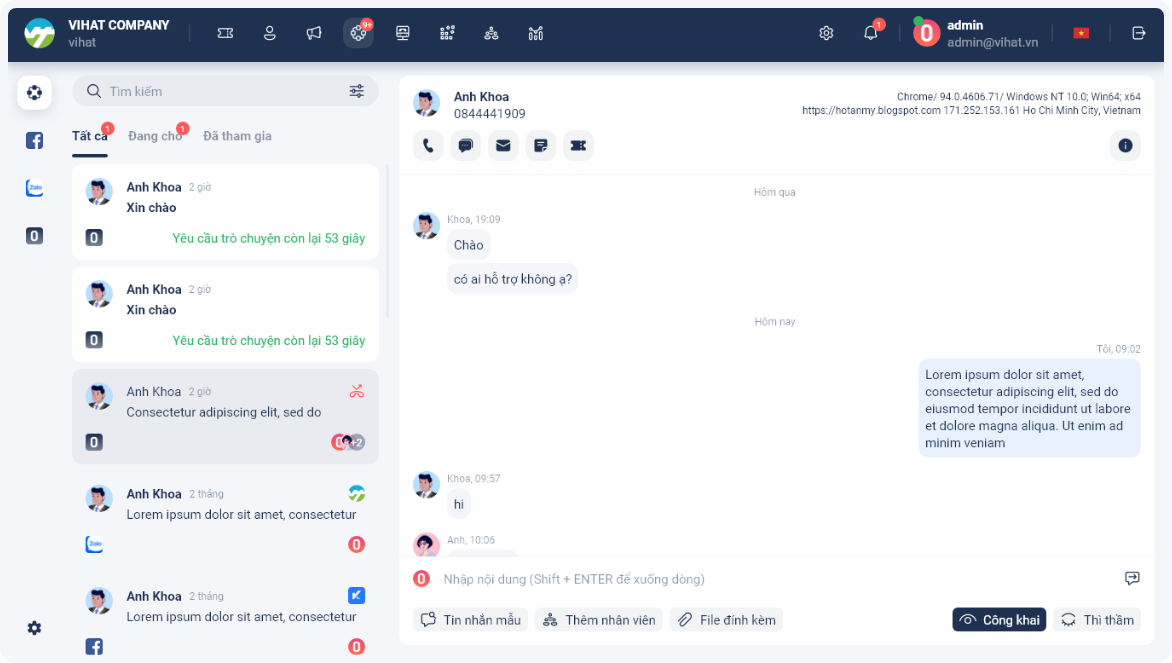 VIHAT COMPANY
vihat
9+
1
admin
admin@vihat.vn
Tìm kiếm
Tất cả
1
Đang chờ
1
Đã tham gia
Anh Khoa 2 giờ
Xin chào
Yêu cầu trò chuyện còn lại 53 giây
Anh Khoa 2 giờ
Xin chào
Yêu cầu trò chuyện còn lại 53 giây
Anh Khoa 2 giờ
Consectetur adipiscing elit, sed do
+2
Anh Khoa 2 tháng
Lorem ipsum dolor sit amet, consectetur
Zalo
Anh Khoa 2 tháng
Lorem ipsum dolor sit amet, consectetur
Zalo
Anh Khoa
0844441909
Chrome/ 94.0.4606.71/ Windows NT 10.0; Win64; x64
https://hotanmy.blogspot.com 171.252.153.161 Ho Chi Minh City, Vietnam
Hôm qua
Khoa, 19:09
Chào
có ai hỗ trợ không ạ?
Hôm nay
Tôi, 09:02
Lorem ipsum dolor sit amet,
consectetur adipiscing elit, sed do
eiusmod tempor incididunt ut labore
et dolore magna aliqua. Ut enim ad
minim veniam
Khoa, 09:57
hi
Anh, 10:06
Nhập nội dung (Shift + ENTER để xuống dòng)
Tin nhắn mẫu
Thêm nhân viên
File đính kèm
Công khai
Thì thầm